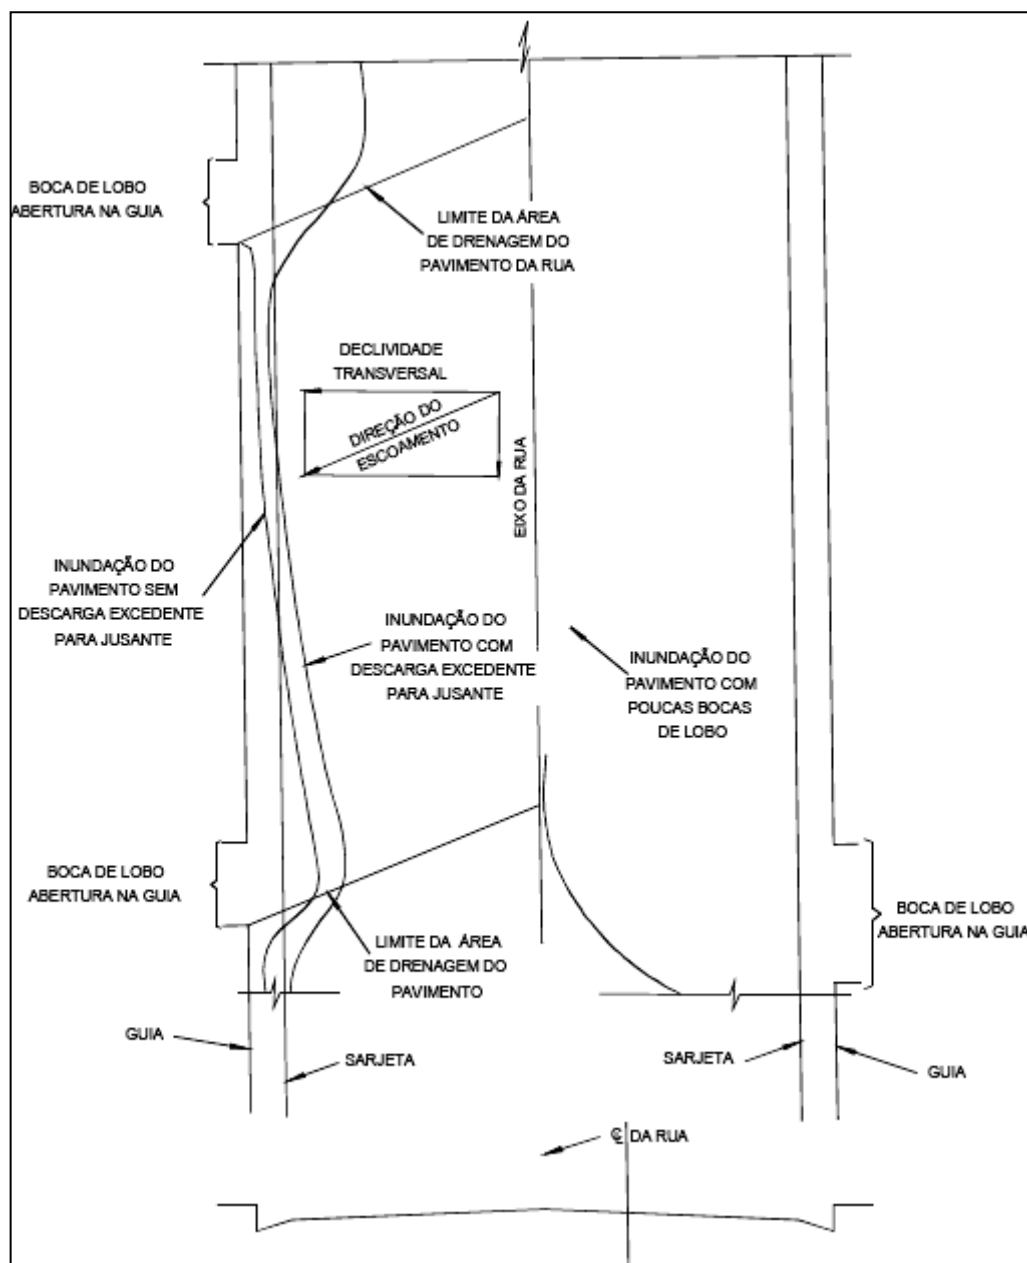 BOCA DE LOBO
ABERTURA NA GUIA
LIMITE DA ÁREA
DE DRENAGEM DO
PAVIMENTO DA RUA
DECLIVIDADE
TRANSVERSAL
DIREÇÃO DO
ESCOAMENTO
EIXO DA RUA
INUNDAÇÃO DO
PAVIMENTO SEM
DESCARGA EXCEDENTE
PARA JUSANTE
INUNDAÇÃO DO
PAVIMENTO COM
DESCARGA EXCEDENTE
PARA JUSANTE
INUNDAÇÃO DO
PAVIMENTO COM
POUCAS BOCAS
DE LOBO
BOCA DE LOBO
ABERTURA NA GUIA
BOCA DE LOBO
ABERTURA NA GUIA
LIMITE DA ÁREA
DE DRENAGEM DO
PAVIMENTO
GUIA
SARJETA
SARJETA
GUIA
℄ DA RUA